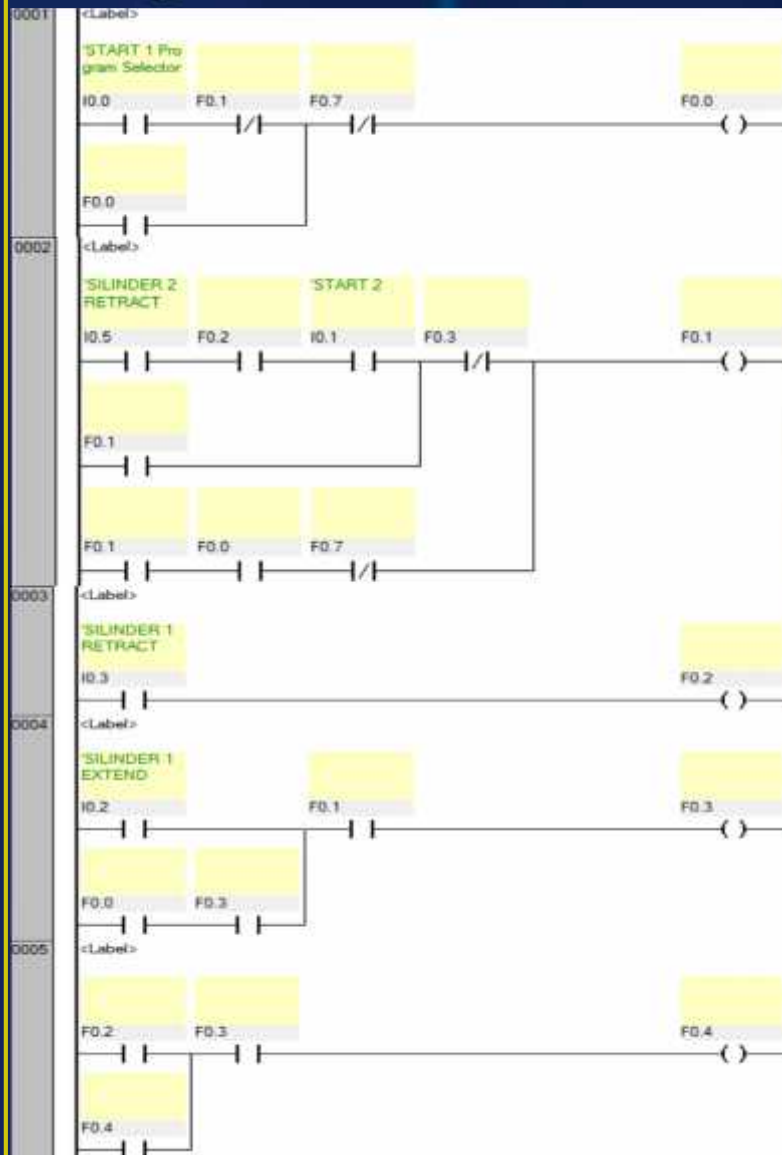 0001
<Label>
'START 1 Pro
gram Selector
I0.0 F0.1 F0.7 F0.0
F0.0
0002
<Label>
'SILINDER 2
RETRACT
'START 2
I0.5 F0.2 I0.1 F0.3 F0.1
F0.1
F0.1 F0.0 F0.7
0003
<Label>
'SILINDER 1
RETRACT
I0.3 F0.2
0004
<Label>
'SILINDER 1
EXTEND
I0.2 F0.1 F0.3
F0.0 F0.3
0005
<Label>
F0.2 F0.3 F0.4
F0.4